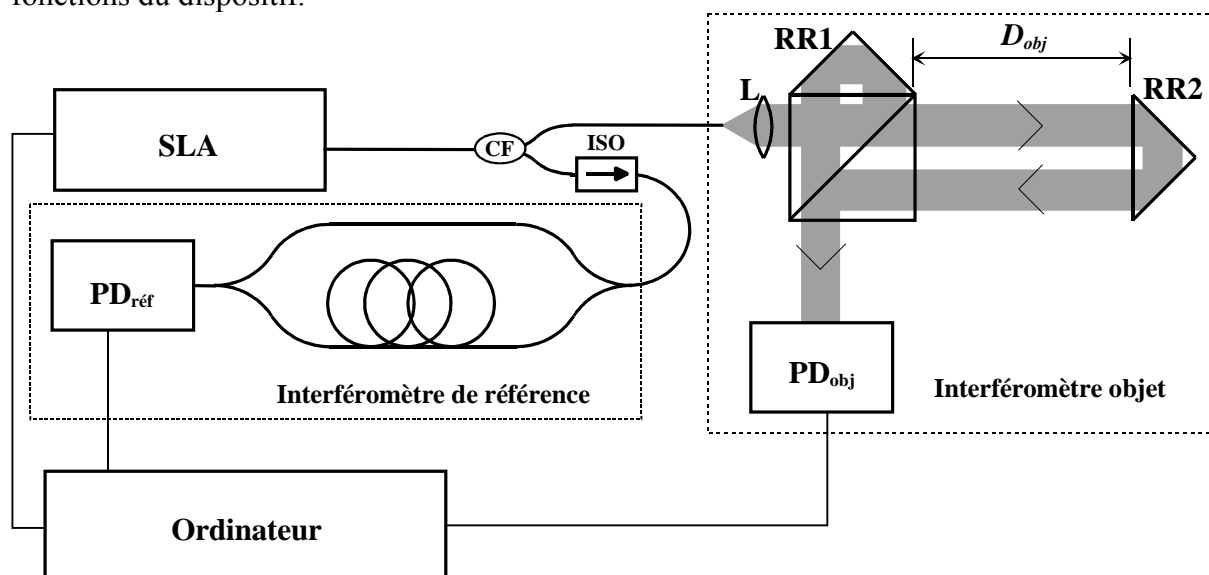 fonctions du dispositif.
RR1
D_obj
RR2
L
SLA
CF
ISO
PD_réf
Interféromètre de référence
PD_obj
Interféromètre objet
Ordinateur